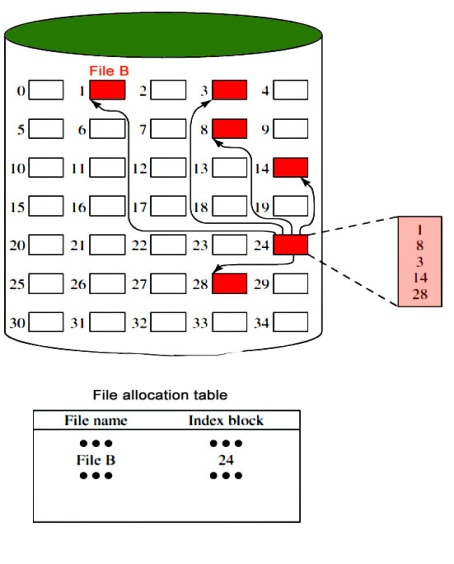 File B
0 1 2 3 4
5 6 7 8 9
10 11 12 13 14
15 16 17 18 19
20 21 22 23 24
25 26 27 28 29
30 31 32 33 34
1
8
3
14
28
File allocation table
File name Index block
••• •••
File B 24
••• •••